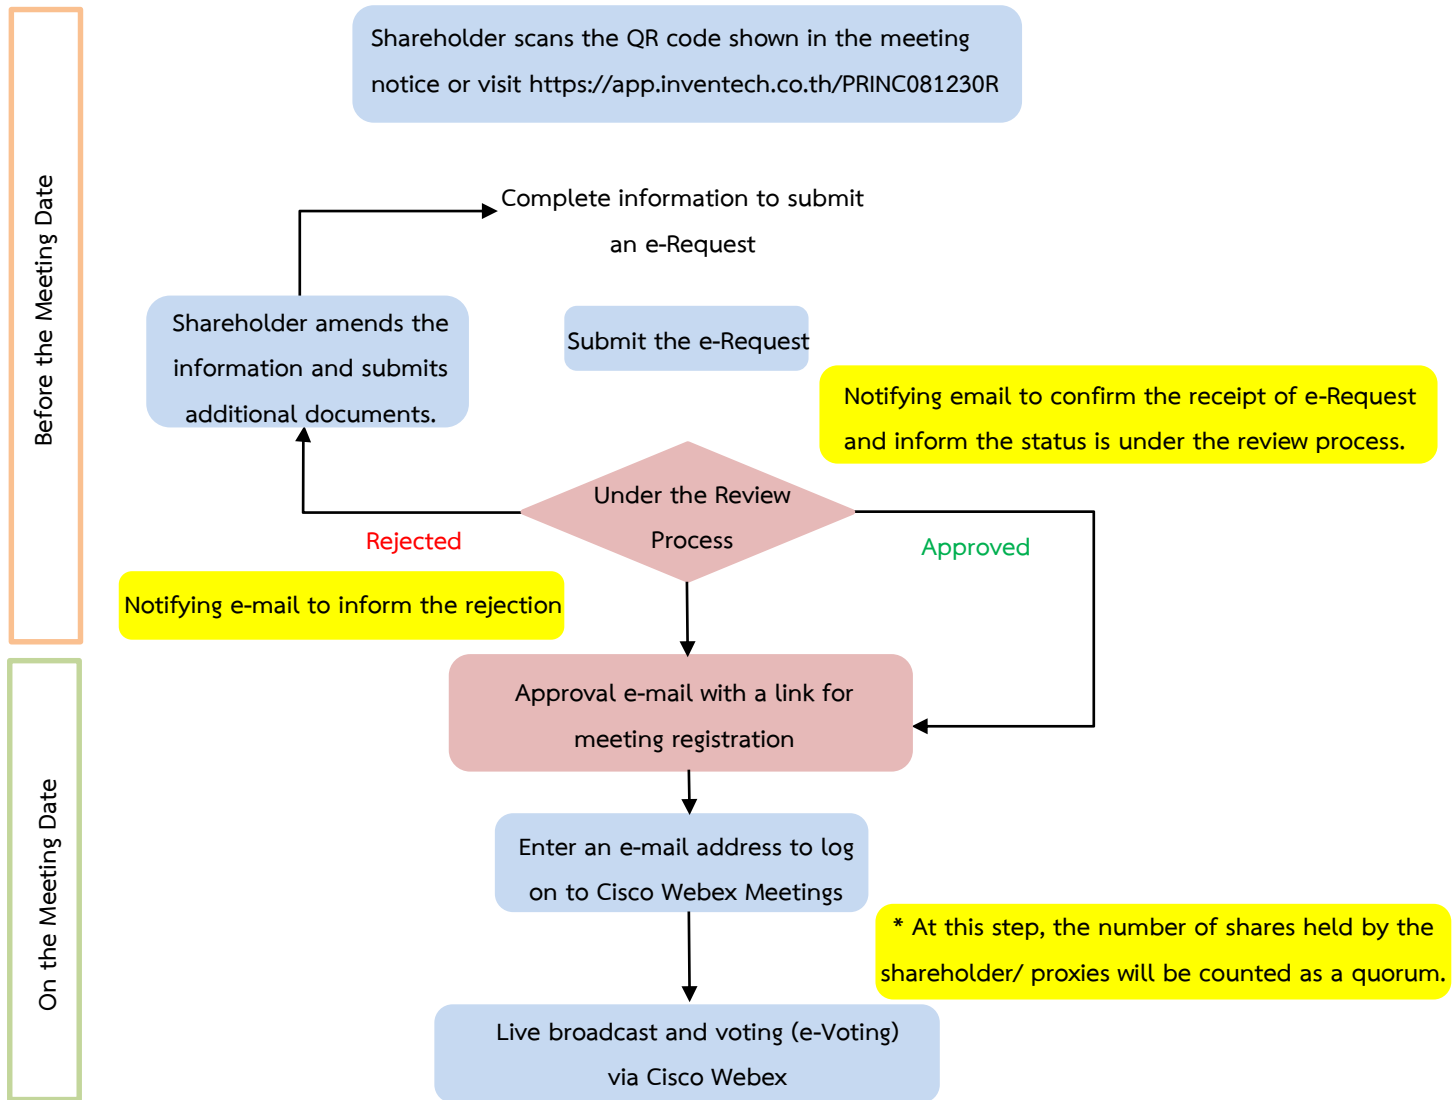 Before the Meeting Date
Shareholder scans the QR code shown in the meeting
notice or visit https://app.inventech.co.th/PRINC081230R
Complete information to submit
an e-Request
Shareholder amends the
information and submits
additional documents.
Submit the e-Request
Notifying email to confirm the receipt of e-Request
and inform the status is under the review process.
Under the Review
Process
Rejected
Approved
Notifying e-mail to inform the rejection
On the Meeting Date
Approval e-mail with a link for
meeting registration
Enter an e-mail address to log
on to Cisco Webex Meetings
* At this step, the number of shares held by the
shareholder/ proxies will be counted as a quorum.
Live broadcast and voting (e-Voting)
via Cisco Webex